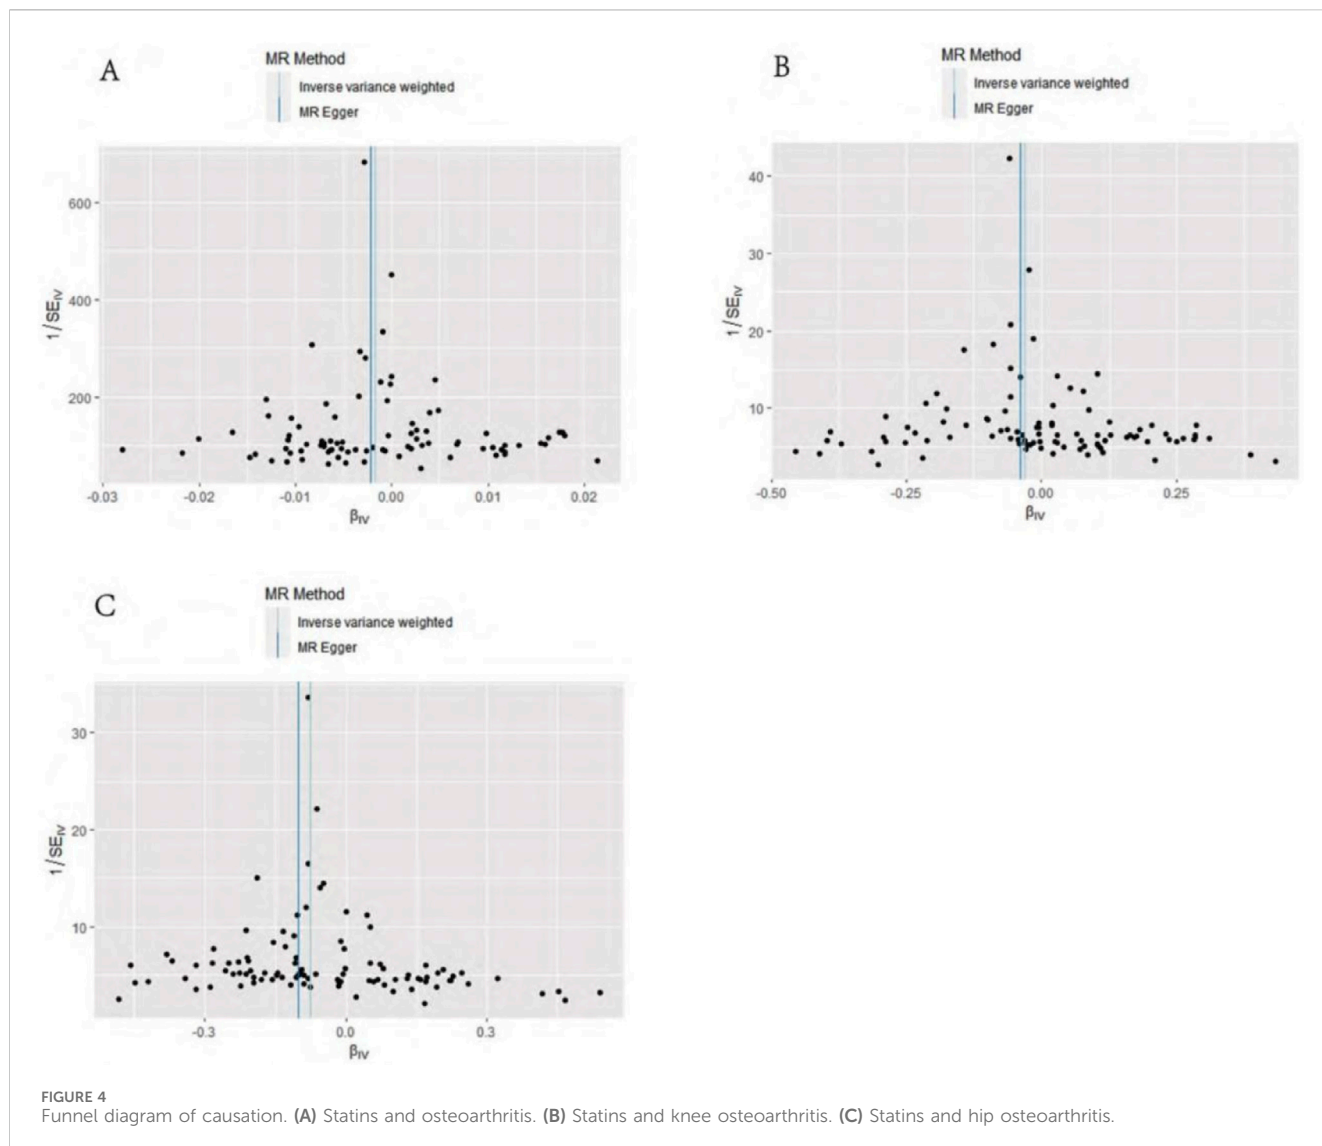 A
MR Method
Inverse variance weighted
MR Egger
600
400
200
1/SE_IV
-0.03 -0.02 -0.01 0.00 0.01 0.02
β_IV
B
MR Method
Inverse variance weighted
MR Egger
40
30
20
10
1/SE_IV
-0.50 -0.25 0.00 0.25
β_IV
C
MR Method
Inverse variance weighted
MR Egger
30
20
10
1/SE_IV
-0.3 0.0 0.3
β_IV
FIGURE 4
Funnel diagram of causation. (A) Statins and osteoarthritis. (B) Statins and knee osteoarthritis. (C) Statins and hip osteoarthritis.